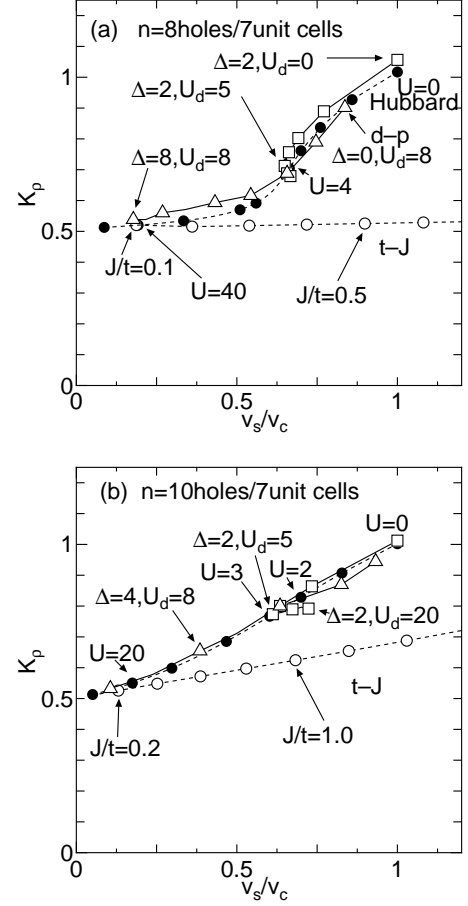 (a) n=8holes/7unit cells
Δ=2,U_d=0
Δ=2,U_d=5
U=0
Hubbard
d–p
Δ=0,U_d=8
Δ=8,U_d=8
U=4
J/t=0.1
U=40
J/t=0.5
t–J
K_ρ
1
0.5
0
0 0.5 1
v_s/v_c
(b) n=10holes/7unit cells
U=0
Δ=2,U_d=5
U=2
U=3
Δ=4,U_d=8
Δ=2,U_d=20
U=20
t–J
J/t=0.2
J/t=1.0
K_ρ
1
0.5
0
0 0.5 1
v_s/v_c